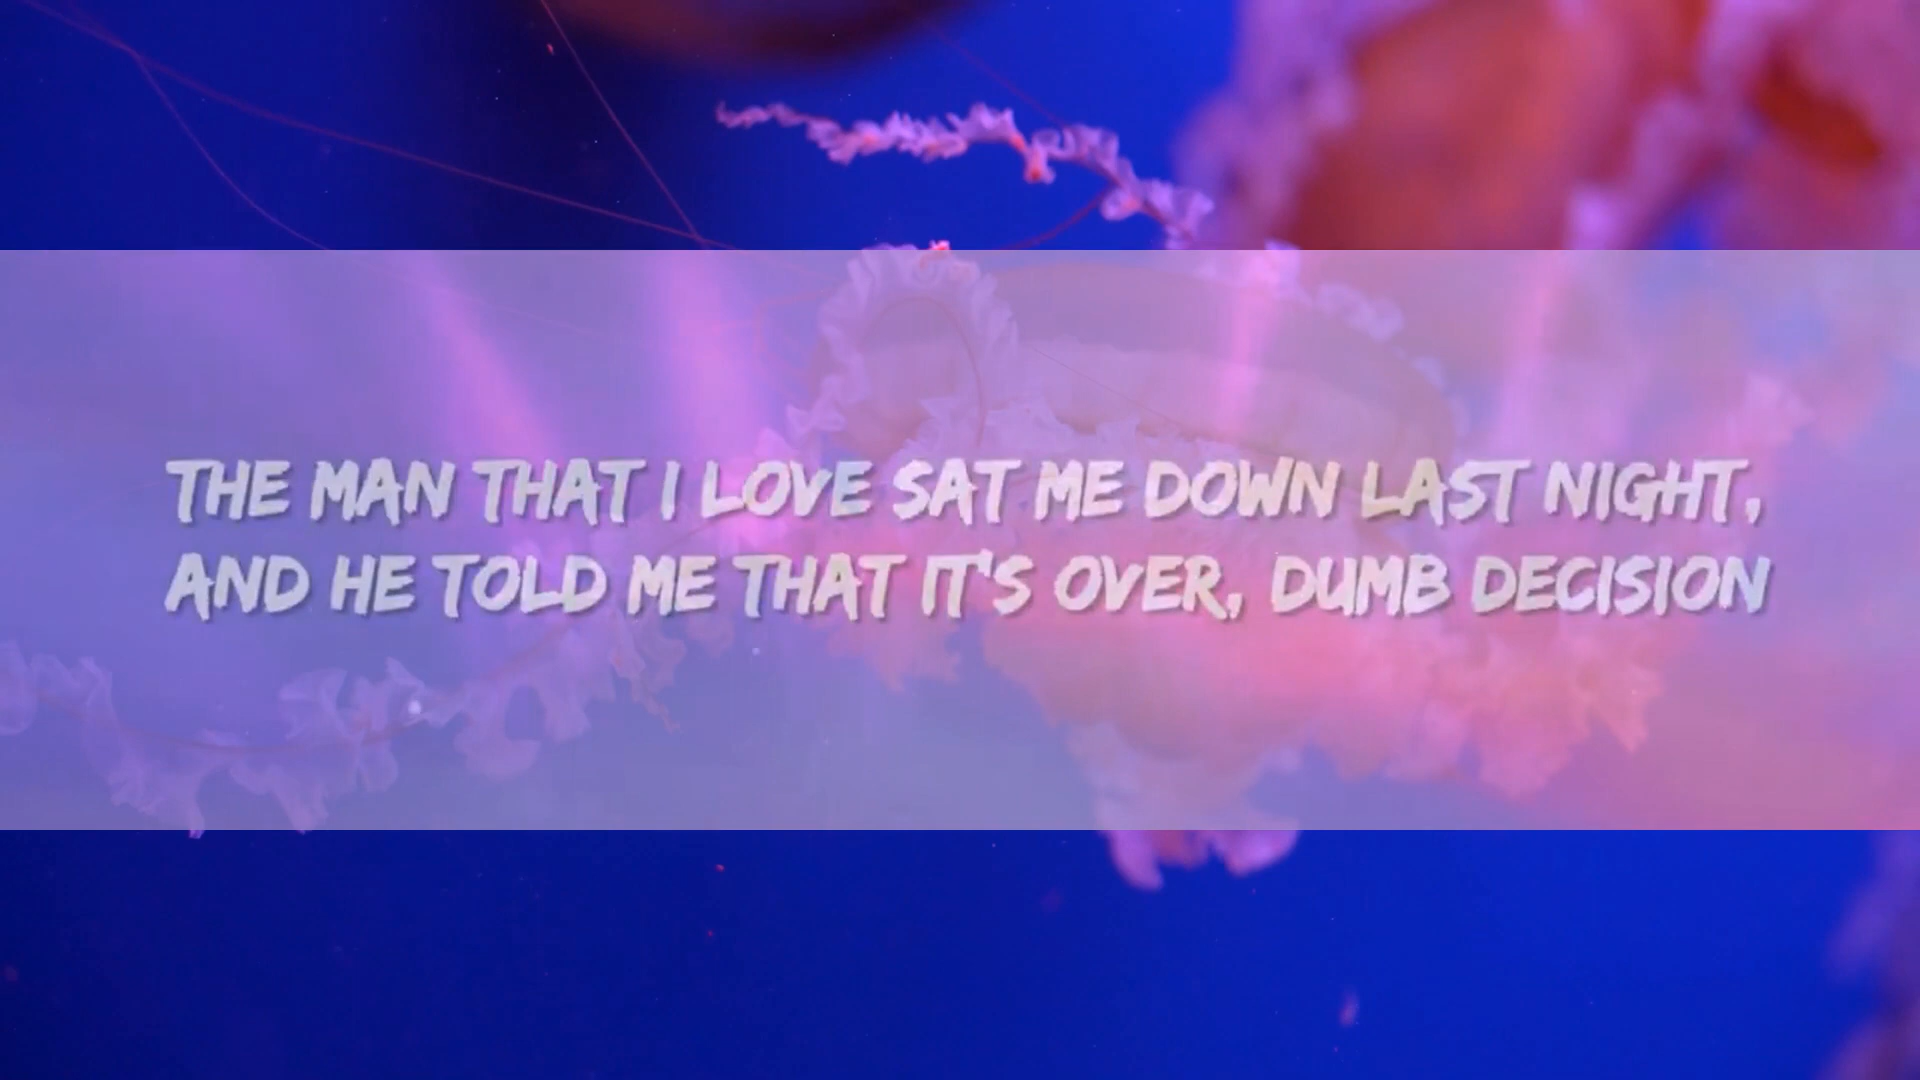 THE MAN THAT I LOVE SAT ME DOWN LAST NIGHT,
AND HE TOLD ME THAT IT'S OVER, DUMB DECISION